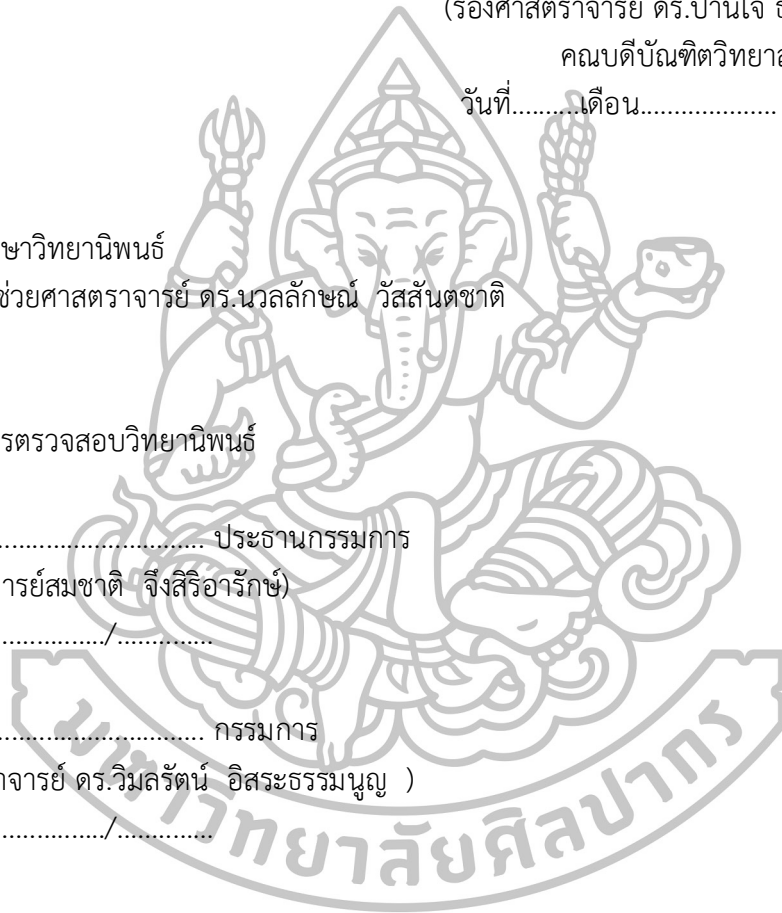 (รองศาสตราจารย์ ดร.ปานใจ
คณบดีบัณฑิตวิทยาล
วันที่..........เดือน....................
ษาวิทยานิพนธ์
ช่วยศาสตราจารย์ ดร.นวลลักษณ์ วัสสันตชาติ
รตรวจสอบวิทยานิพนธ์
................................ ประธานกรรมการ
ารย์สมชาติ จึงสิริอารักษ์)
................/..............
................................ กรรมการ
าจารย์ ดร.วิมลรัตน์ อิสระธรรมนูญ )
................/..............
มหาวิทยาลัยศิลปากร